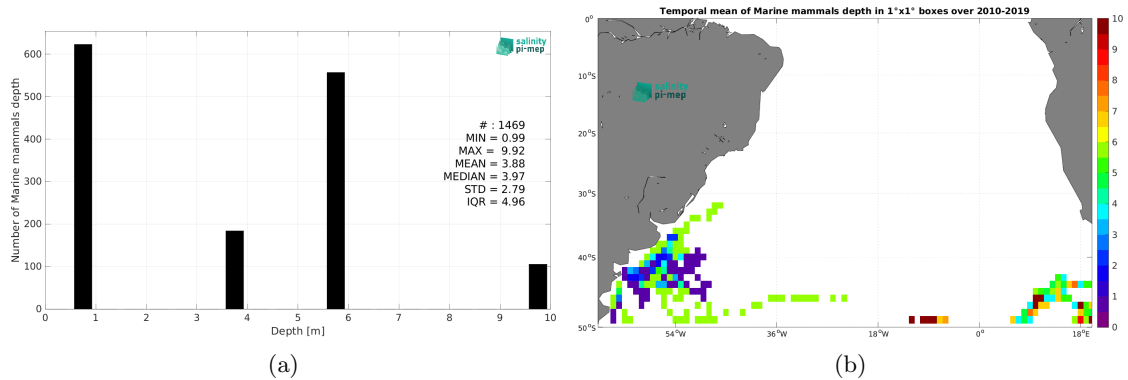 salinity
pi-mep
600
500
400
300
200
100
0
Number of Marine mammals depth
# : 1469
MIN = 0.99
MAX = 9.92
MEAN = 3.88
MEDIAN = 3.97
STD = 2.79
IQR = 4.96
0 1 2 3 4 5 6 7 8 9 10
Depth [m]
(a)
Temporal mean of Marine mammals depth in 1°x1° boxes over 2010-2019
salinity
pi-mep
0°
10°S
20°S
30°S
40°S
50°S
54°W 36°W 18°W 0° 18°E
10
9
8
7
6
5
4
3
2
1
0
(b)